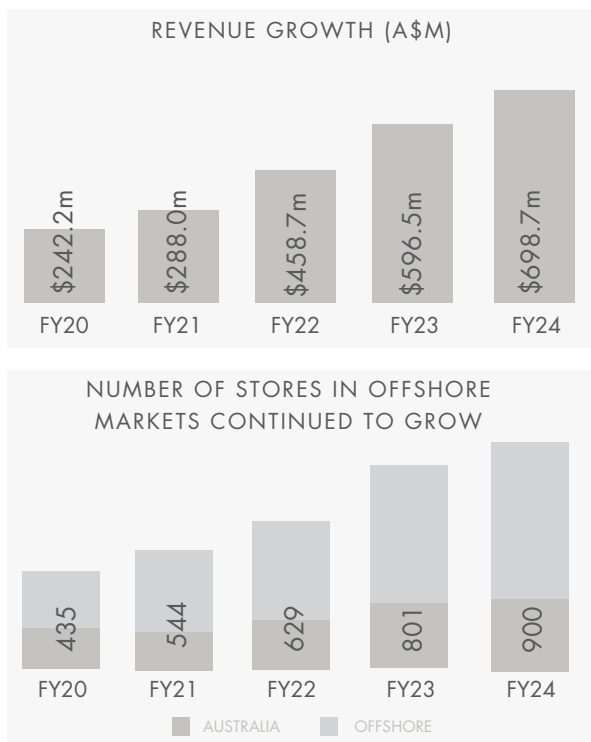 REVENUE GROWTH (A$M)
$242.2m
$288.0m
$458.7m
$596.5m
$698.7m
FY20
FY21
FY22
FY23
FY24
NUMBER OF STORES IN OFFSHORE
MARKETS CONTINUED TO GROW
435
544
629
801
900
FY20
FY21
FY22
FY23
FY24
AUSTRALIA
OFFSHORE